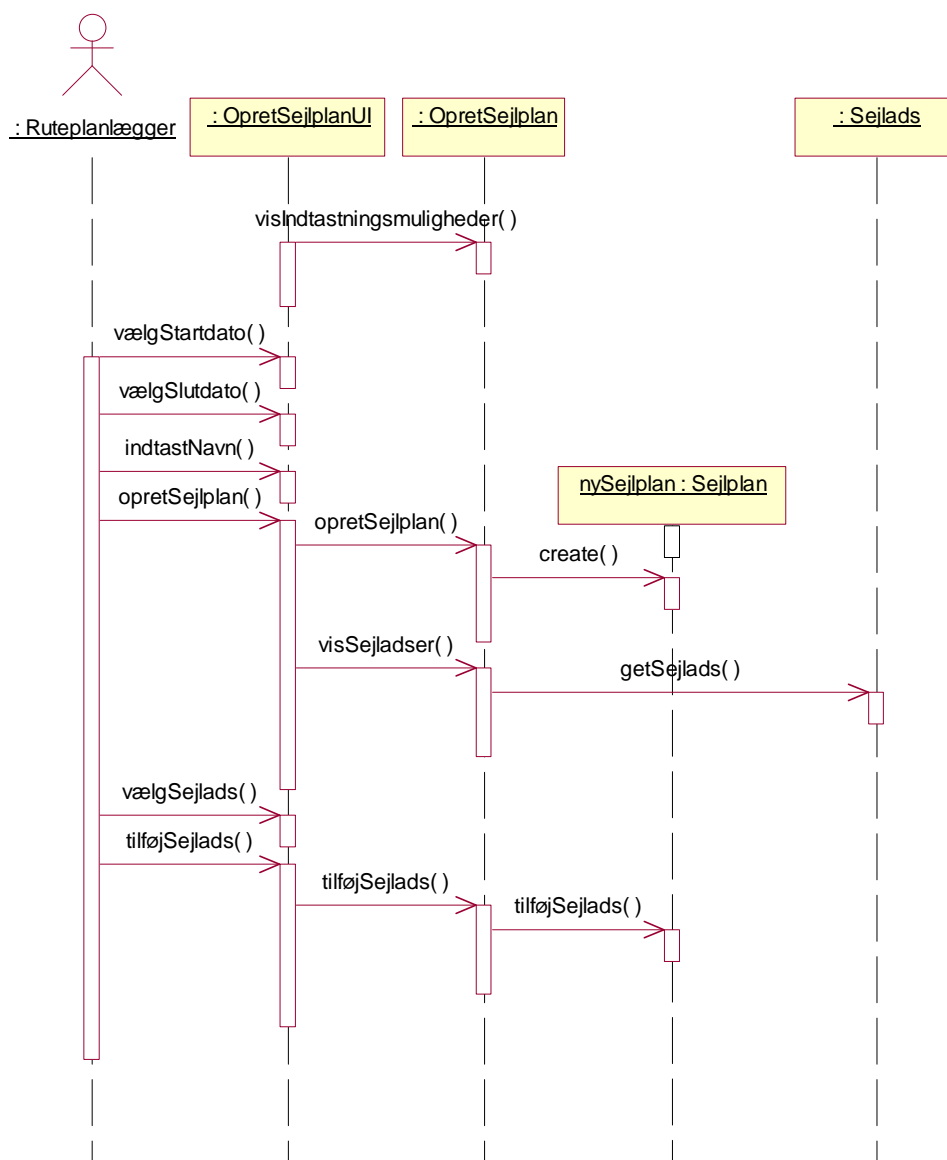 : Ruteplanlægger
: OpretSejlplanUI
: OpretSejlplan
: Sejlads
visIndtastningsmuligheder( )
vælgStartdato( )
vælgSlutdato( )
indtastNavn( )
nySejlplan : Sejlplan
opretSejlplan( )
opretSejlplan( )
create( )
visSejladser( )
getSejlads( )
vælgSejlads( )
tilføjSejlads( )
tilføjSejlads( )
tilføjSejlads( )